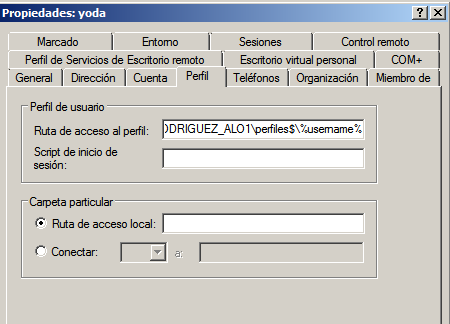 Propiedades: yoda
Marcado Entorno Sesiones Control remoto
Perfil de Servicios de Escritorio remoto Escritorio virtual personal COM+
General Dirección Cuenta Perfil Teléfonos Organización Miembro de
Perfil de usuario
Ruta de acceso al perfil: ODRIGUEZ_ALO1\perfiles$\%username%
Script de inicio de
sesión:
Carpeta particular
Ruta de acceso local:
Conectar: a: